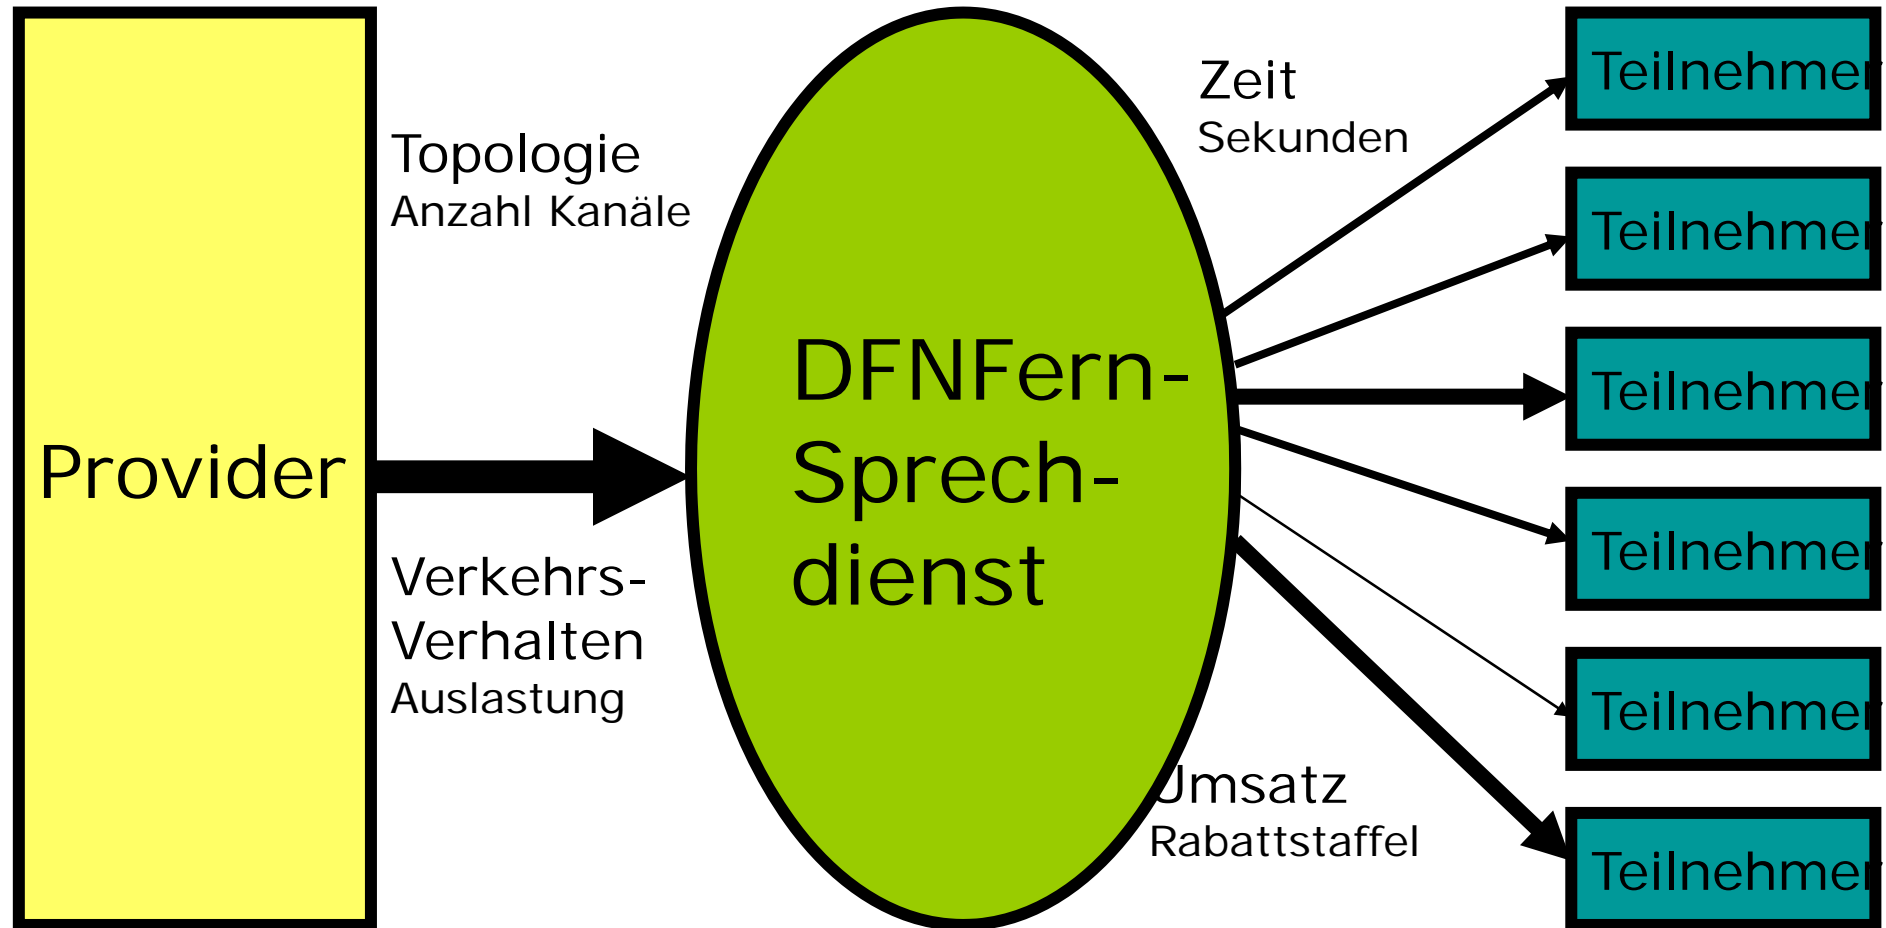 Provider
Topologie
Anzahl Kanäle
Verkehrs-
Verhalten
Auslastung
DFNFern-
Sprech-
dienst
Zeit
Sekunden
Umsatz
Rabattstaffel
Teilnehmer
Teilnehmer
Teilnehmer
Teilnehmer
Teilnehmer
Teilnehmer